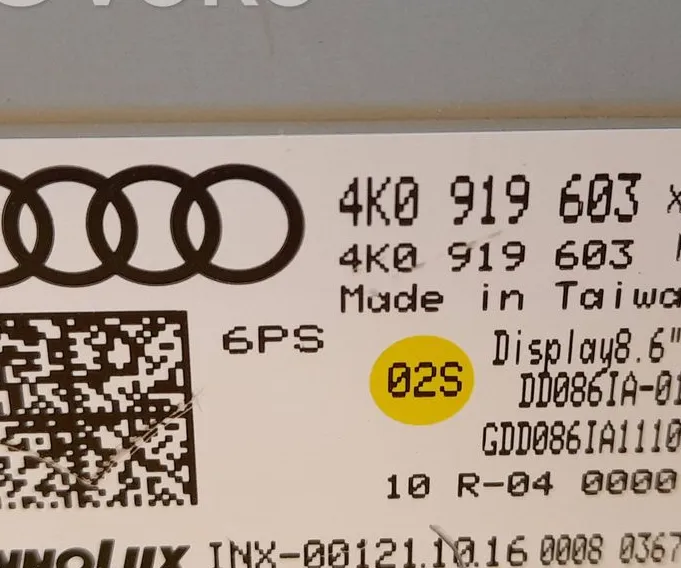 4K0 919 603
4K0 919 603
Made in Taiwa
6PS
02S
Display8.6"
DD086IA-01
GDD086IA1110
10 R-04 0000
INX-00121.10.16 0008 0367